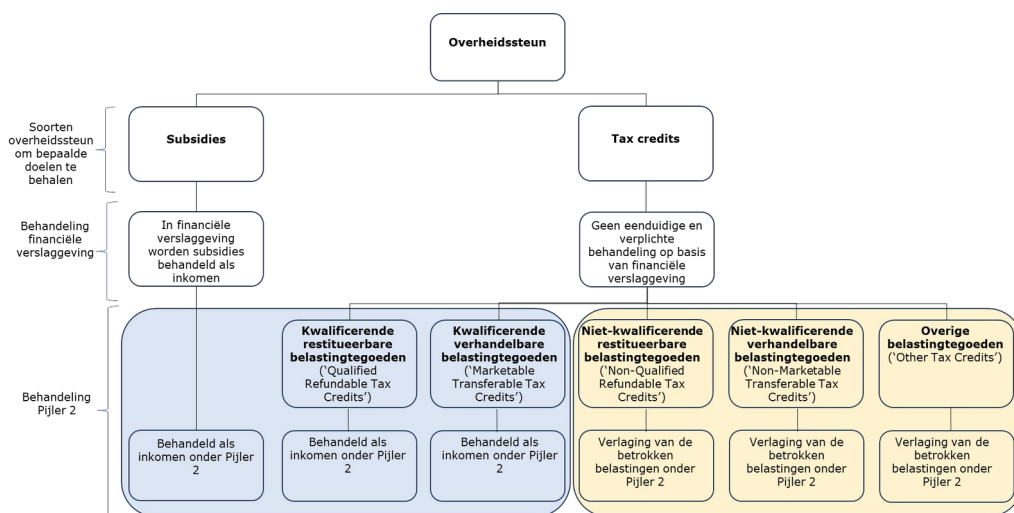 Overheidssteun
Soorten
overheidssteun
om bepaalde
doelen te
behalen
Subsidies
Tax credits
Behandeling
financiële
verslaggeving
In financiële
verslaggeving
worden subsidies
behandeld als
inkomen
Geen eenduidige en
verplichte
behandeling op basis
van financiële
verslaggeving
Behandeling
Pijler 2
Kwalificerende
restitueerbare
belastingtegoeden
(‘Qualified
Refundable Tax
Credits’)
Kwalificerende
verhandelbare
belastingtegoeden
(‘Marketable
Transferable Tax
Credits’)
Niet-kwalificerende
restitueerbare
belastingtegoeden
(‘Non-Qualified
Refundable Tax
Credits’)
Niet-kwalificerende
verhandelbare
belastingtegoeden
(‘Non-Marketable
Transferable Tax
Credits’)
Overige
belastingtegoeden
(‘Other Tax Credits’)
Behandeld als
inkomen onder Pijler
2
Behandeld als
inkomen onder Pijler
2
Behandeld als
inkomen onder Pijler
2
Verlaging van de
betrokken
belastingen onder
Pijler 2
Verlaging van de
betrokken
belastingen onder
Pijler 2
Verlaging van de
betrokken
belastingen onder
Pijler 2